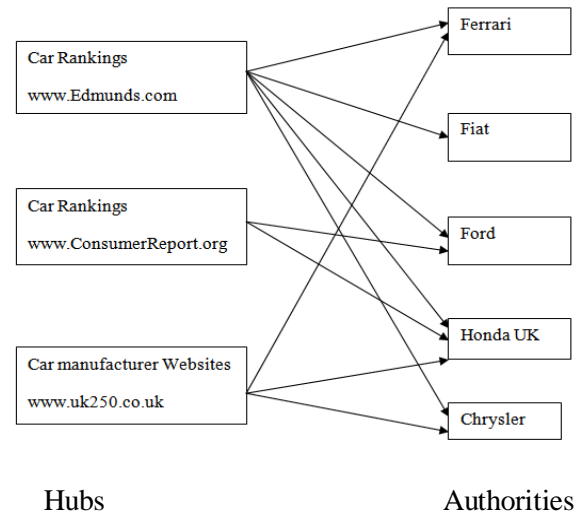 Car Rankings
www.Edmunds.com
Car Rankings
www.ConsumerReport.org
Car manufacturer Websites
www.uk250.co.uk
Ferrari
Fiat
Ford
Honda UK
Chrysler
Hubs
Authorities